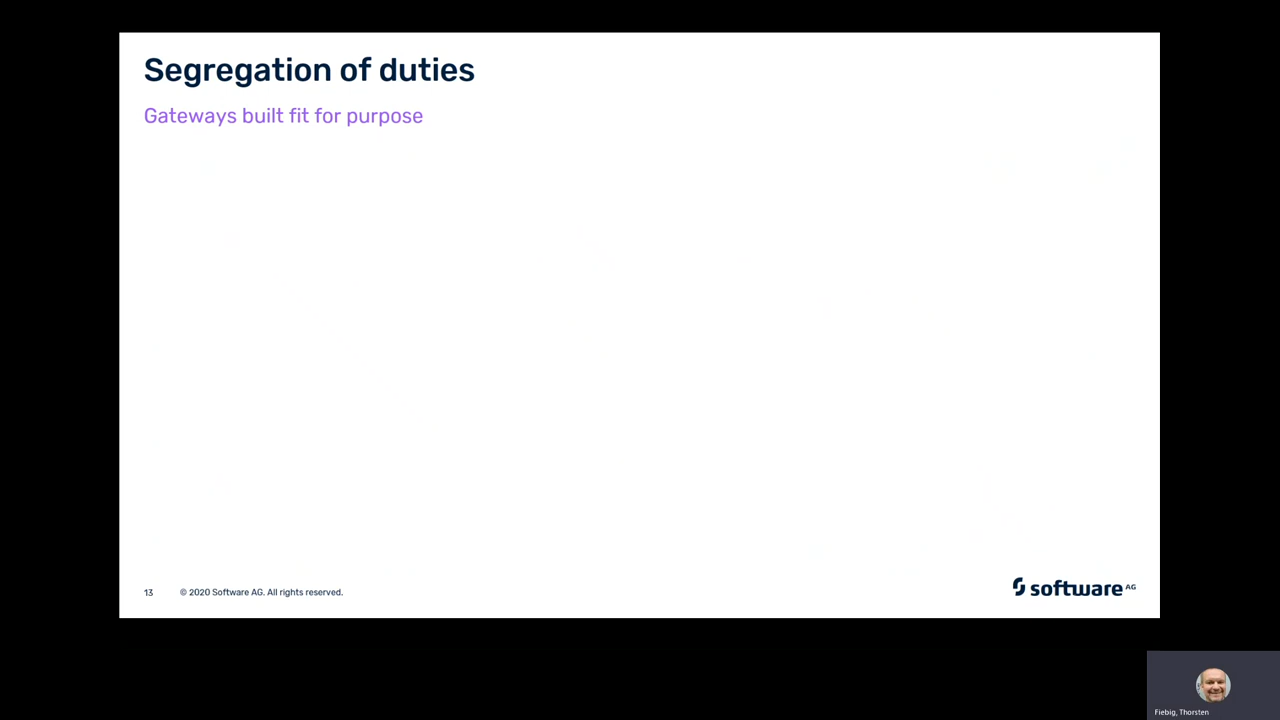 Segregation of duties
Gateways built fit for purpose
13 © 2020 Software AG. All rights reserved.
software AG
Fiebig, Thorsten